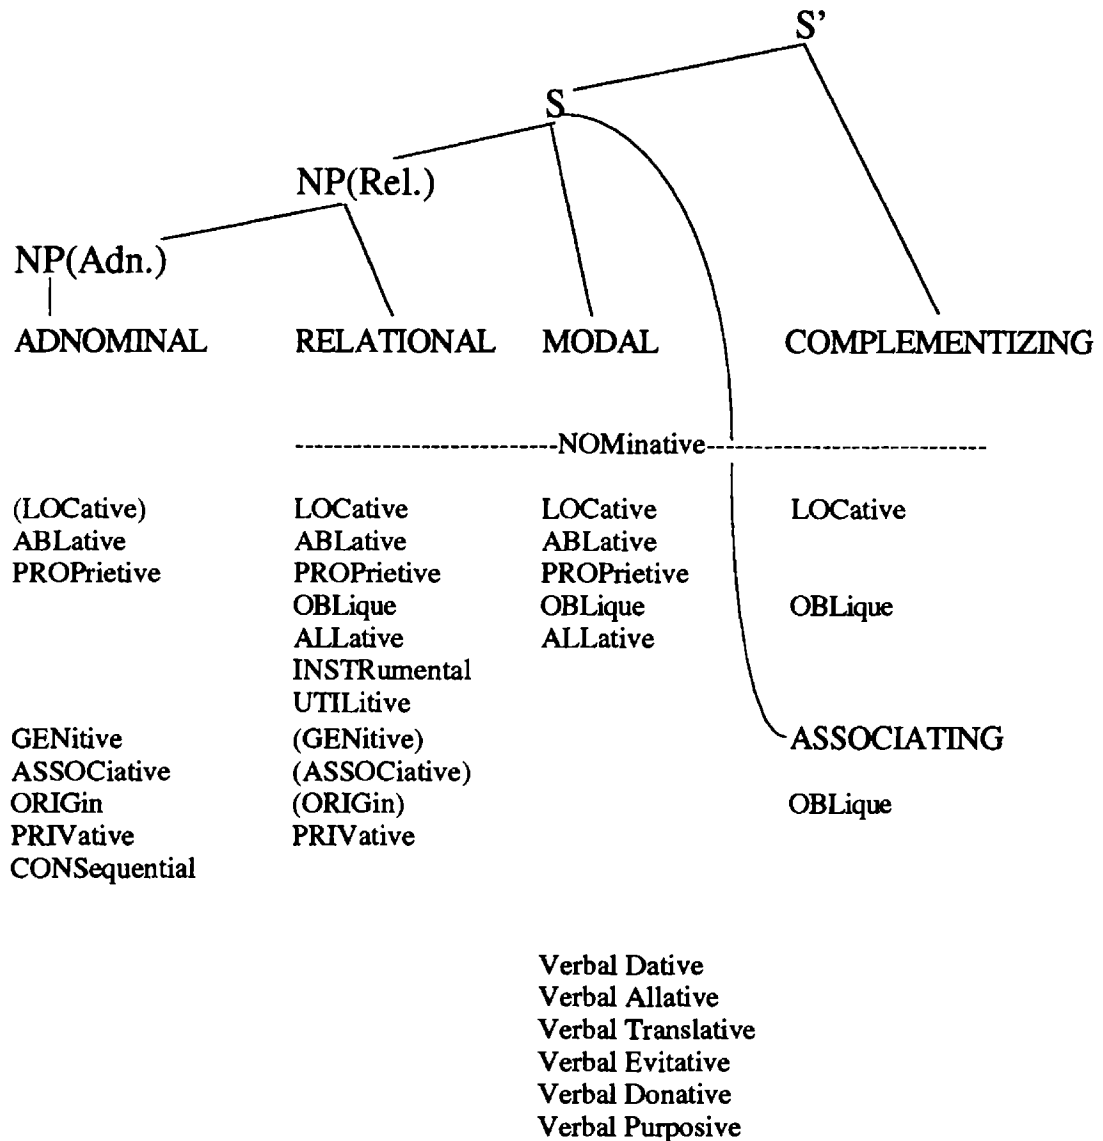 S’
S
NP(Rel.)
NP(Adn.)
ADNOMINAL RELATIONAL MODAL COMPLEMENTIZING
--------------------------NOMinative----------------------------
(LOCative) LOCative LOCative LOCative
ABLative ABLative ABLative
PROPrietive PROPrietive PROPrietive
OBLique OBLique OBLique
ALLative ALLative
INSTRumental
UTILitive
GENitive (GENitive) ASSOCIATING
ASSOCiative (ASSOCiative)
ORIGin (ORIGin) OBLique
PRIVative PRIVative
CONSequential
Verbal Dative
Verbal Allative
Verbal Translative
Verbal Evitative
Verbal Donative
Verbal Purposive